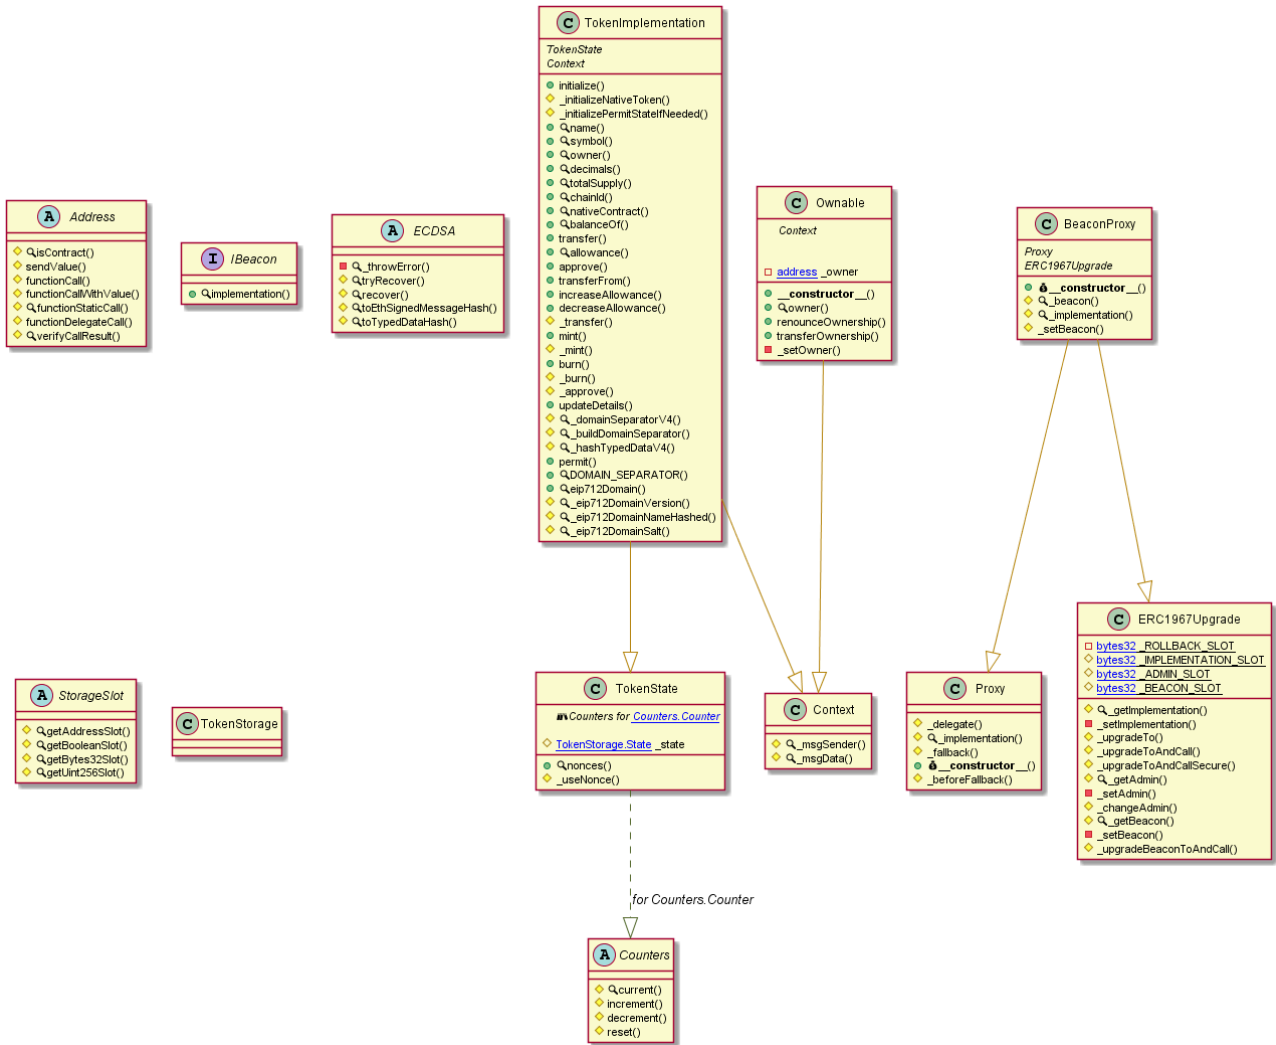 C TokenImplementation
TokenState
Context
initialize()
_initializeNativeToken()
_initializePermitStateIfNeeded()
name()
symbol()
owner()
decimals()
totalSupply()
chainId()
nativeContract()
balanceOf()
transfer()
allowance()
approve()
transferFrom()
increaseAllowance()
decreaseAllowance()
_transfer()
mint()
_mint()
burn()
_burn()
_approve()
updateDetails()
_domainSeparatorV4()
_buildDomainSeparator()
_hashTypedDataV4()
permit()
DOMAIN_SEPARATOR()
eip712Domain()
_eip712DomainVersion()
_eip712DomainNameHashed()
_eip712DomainSalt()
A Address
isContract()
sendValue()
functionCall()
functionCallWithValue()
functionStaticCall()
functionDelegateCall()
verifyCallResult()
I IBeacon
implementation()
A ECDSA
_throwError()
tryRecover()
recover()
toEthSignedMessageHash()
toTypedDataHash()
C Ownable
Context
address _owner
__constructor__()
owner()
renounceOwnership()
transferOwnership()
_setOwner()
C BeaconProxy
Proxy
ERC1967Upgrade
__constructor__()
_beacon()
_implementation()
_setBeacon()
A StorageSlot
getAddressSlot()
getBooleanSlot()
getBytes32Slot()
getUint256Slot()
C TokenStorage
C TokenState
Counters for Counters.Counter
TokenStorage.State _state
nonces()
_useNonce()
C Context
_msgSender()
_msgData()
C Proxy
_delegate()
_implementation()
_fallback()
__constructor__()
_beforeFallback()
C ERC1967Upgrade
bytes32 _ROLLBACK_SLOT
bytes32 _IMPLEMENTATION_SLOT
bytes32 _ADMIN_SLOT
bytes32 _BEACON_SLOT
_getImplementation()
_setImplementation()
_upgradeTo()
_upgradeToAndCall()
_upgradeToAndCallSecure()
_getAdmin()
_setAdmin()
_changeAdmin()
_getBeacon()
_setBeacon()
_upgradeBeaconToAndCall()
for Counters.Counter
A Counters
current()
increment()
decrement()
reset()